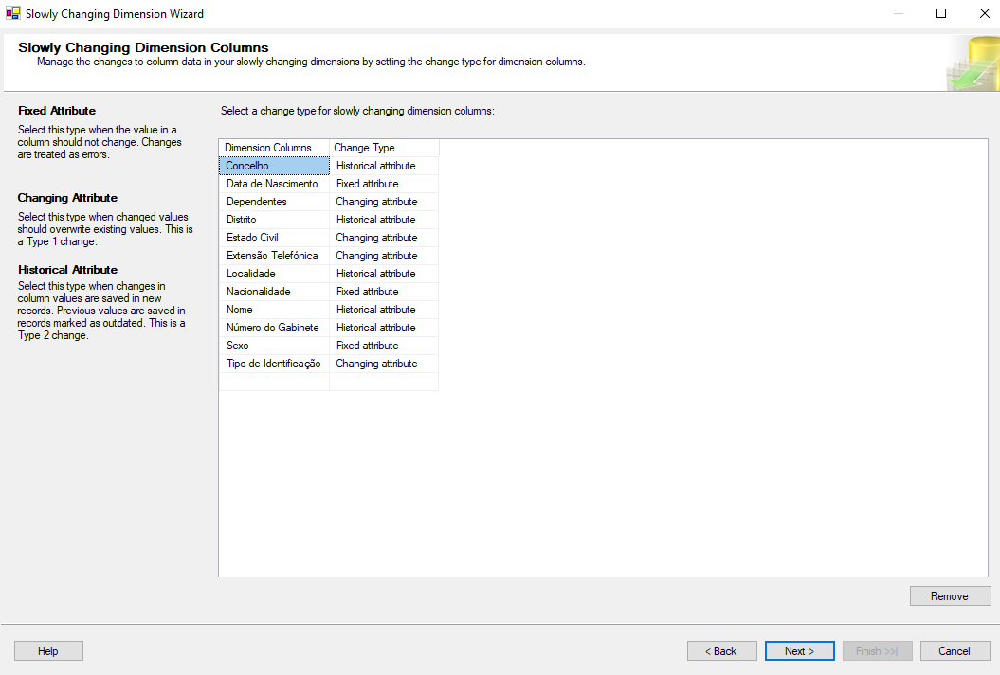 Slowly Changing Dimension Wizard
Slowly Changing Dimension Columns
Manage the changes to column data in your slowly changing dimensions by setting the change type for dimension columns.
Fixed Attribute
Select this type when the value in a
column should not change. Changes
are treated as errors.
Changing Attribute
Select this type when changed values
should overwrite existing values. This is
a Type 1 change.
Historical Attribute
Select this type when changes in
column values are saved in new
records. Previous values are saved in
records marked as outdated. This is a
Type 2 change.
Select a change type for slowly changing dimension columns:
Dimension Columns Change Type
Concelho Historical attribute
Data de Nascimento Fixed attribute
Dependentes Changing attribute
Distrito Historical attribute
Estado Civil Changing attribute
Extensão Telefónica Changing attribute
Localidade Historical attribute
Nacionalidade Fixed attribute
Nome Historical attribute
Número do Gabinete Historical attribute
Sexo Fixed attribute
Tipo de Identificação Changing attribute
Remove
Help < Back Next > Finish >>| Cancel